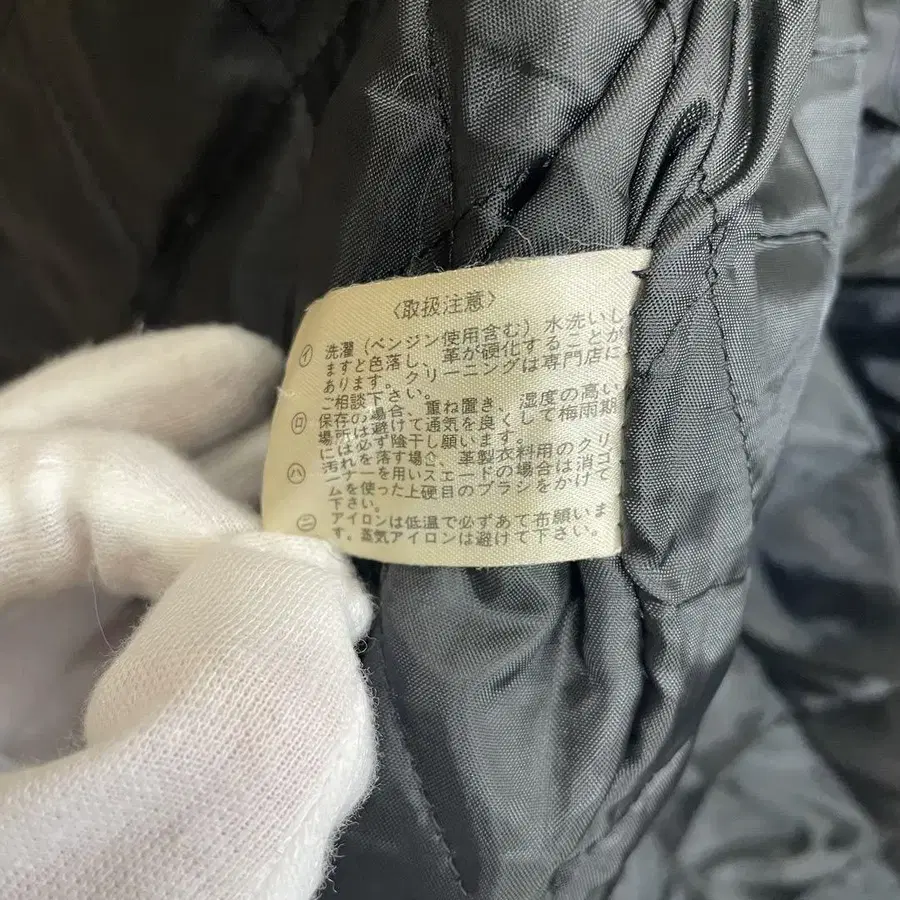 〈取扱注意〉
㋑ 洗濯(ベンジン使用含む)水洗いし
ますと色落し、革が硬化することが
あります。クリーニングは専門店に
ご相談下さい。
㋺ 保存の場合、重ね置き、湿度の高い
場所は避けて通気を良くして梅雨期
には必ず陰干し願います。
㋩ 汚れを落す場合、革製衣料用のクリ
ーナーを用いスエードの場合は消ゴ
ムを使った上硬目のブラシをかけて
下さい。
㊁ アイロンは低温で必ずあて布願いま
す。蒸気アイロンは避けて下さい。